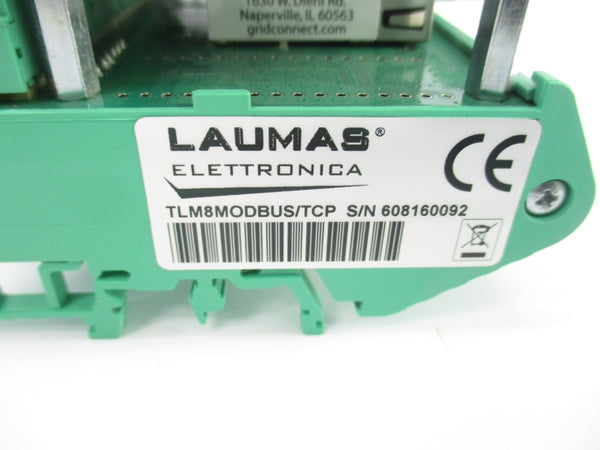 1630 W. Diehl Rd.
Naperville, IL 60563
gridconnect.com
LAUMAS®
ELETTRONICA
CE
TLM8MODBUS/TCP S/N 608160092